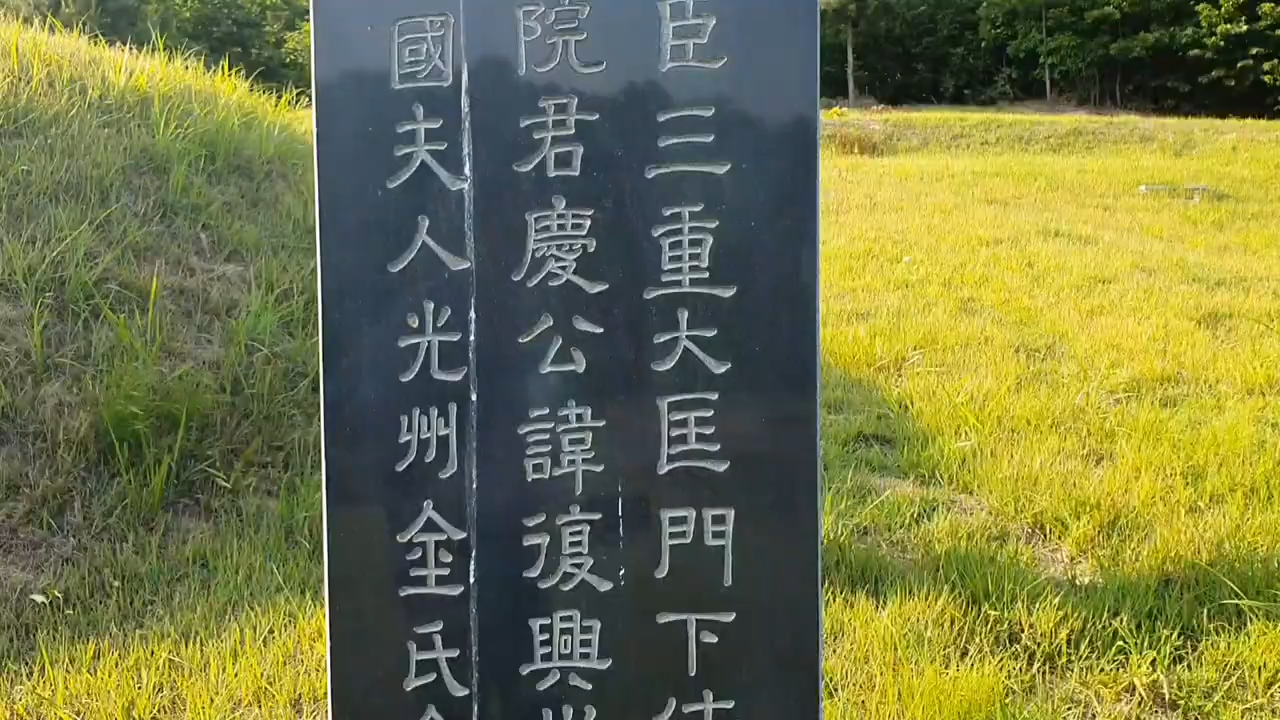 臣三重大匡門下侍
院君慶公諱復興
國夫人光州金氏